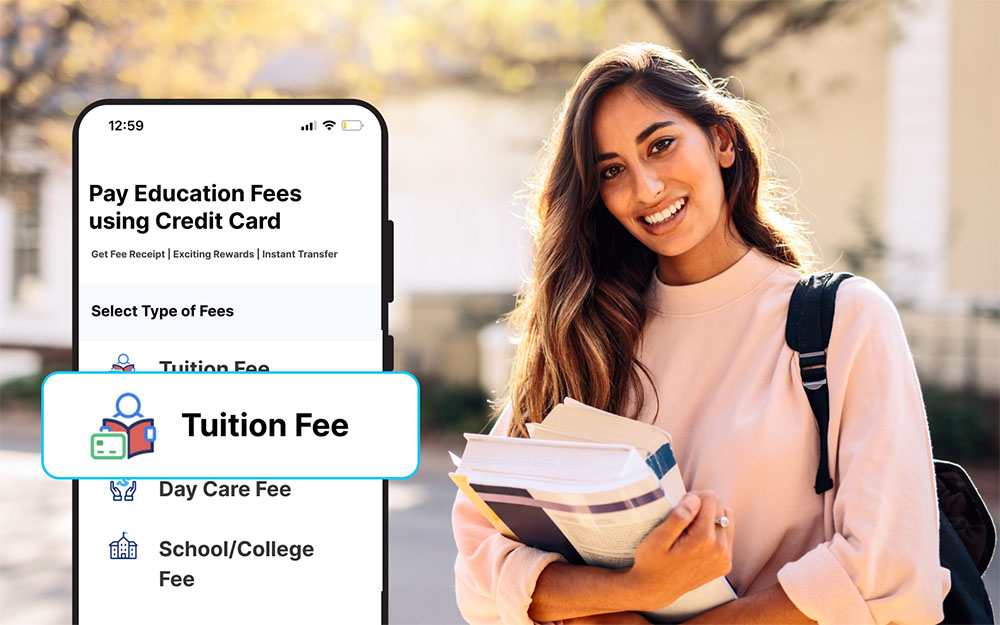 12:59
Pay Education Fees
using Credit Card
Get Fee Receipt | Exciting Rewards | Instant Transfer
Select Type of Fees
Tuition Fee
Tuition Fee
Day Care Fee
School/College
Fee